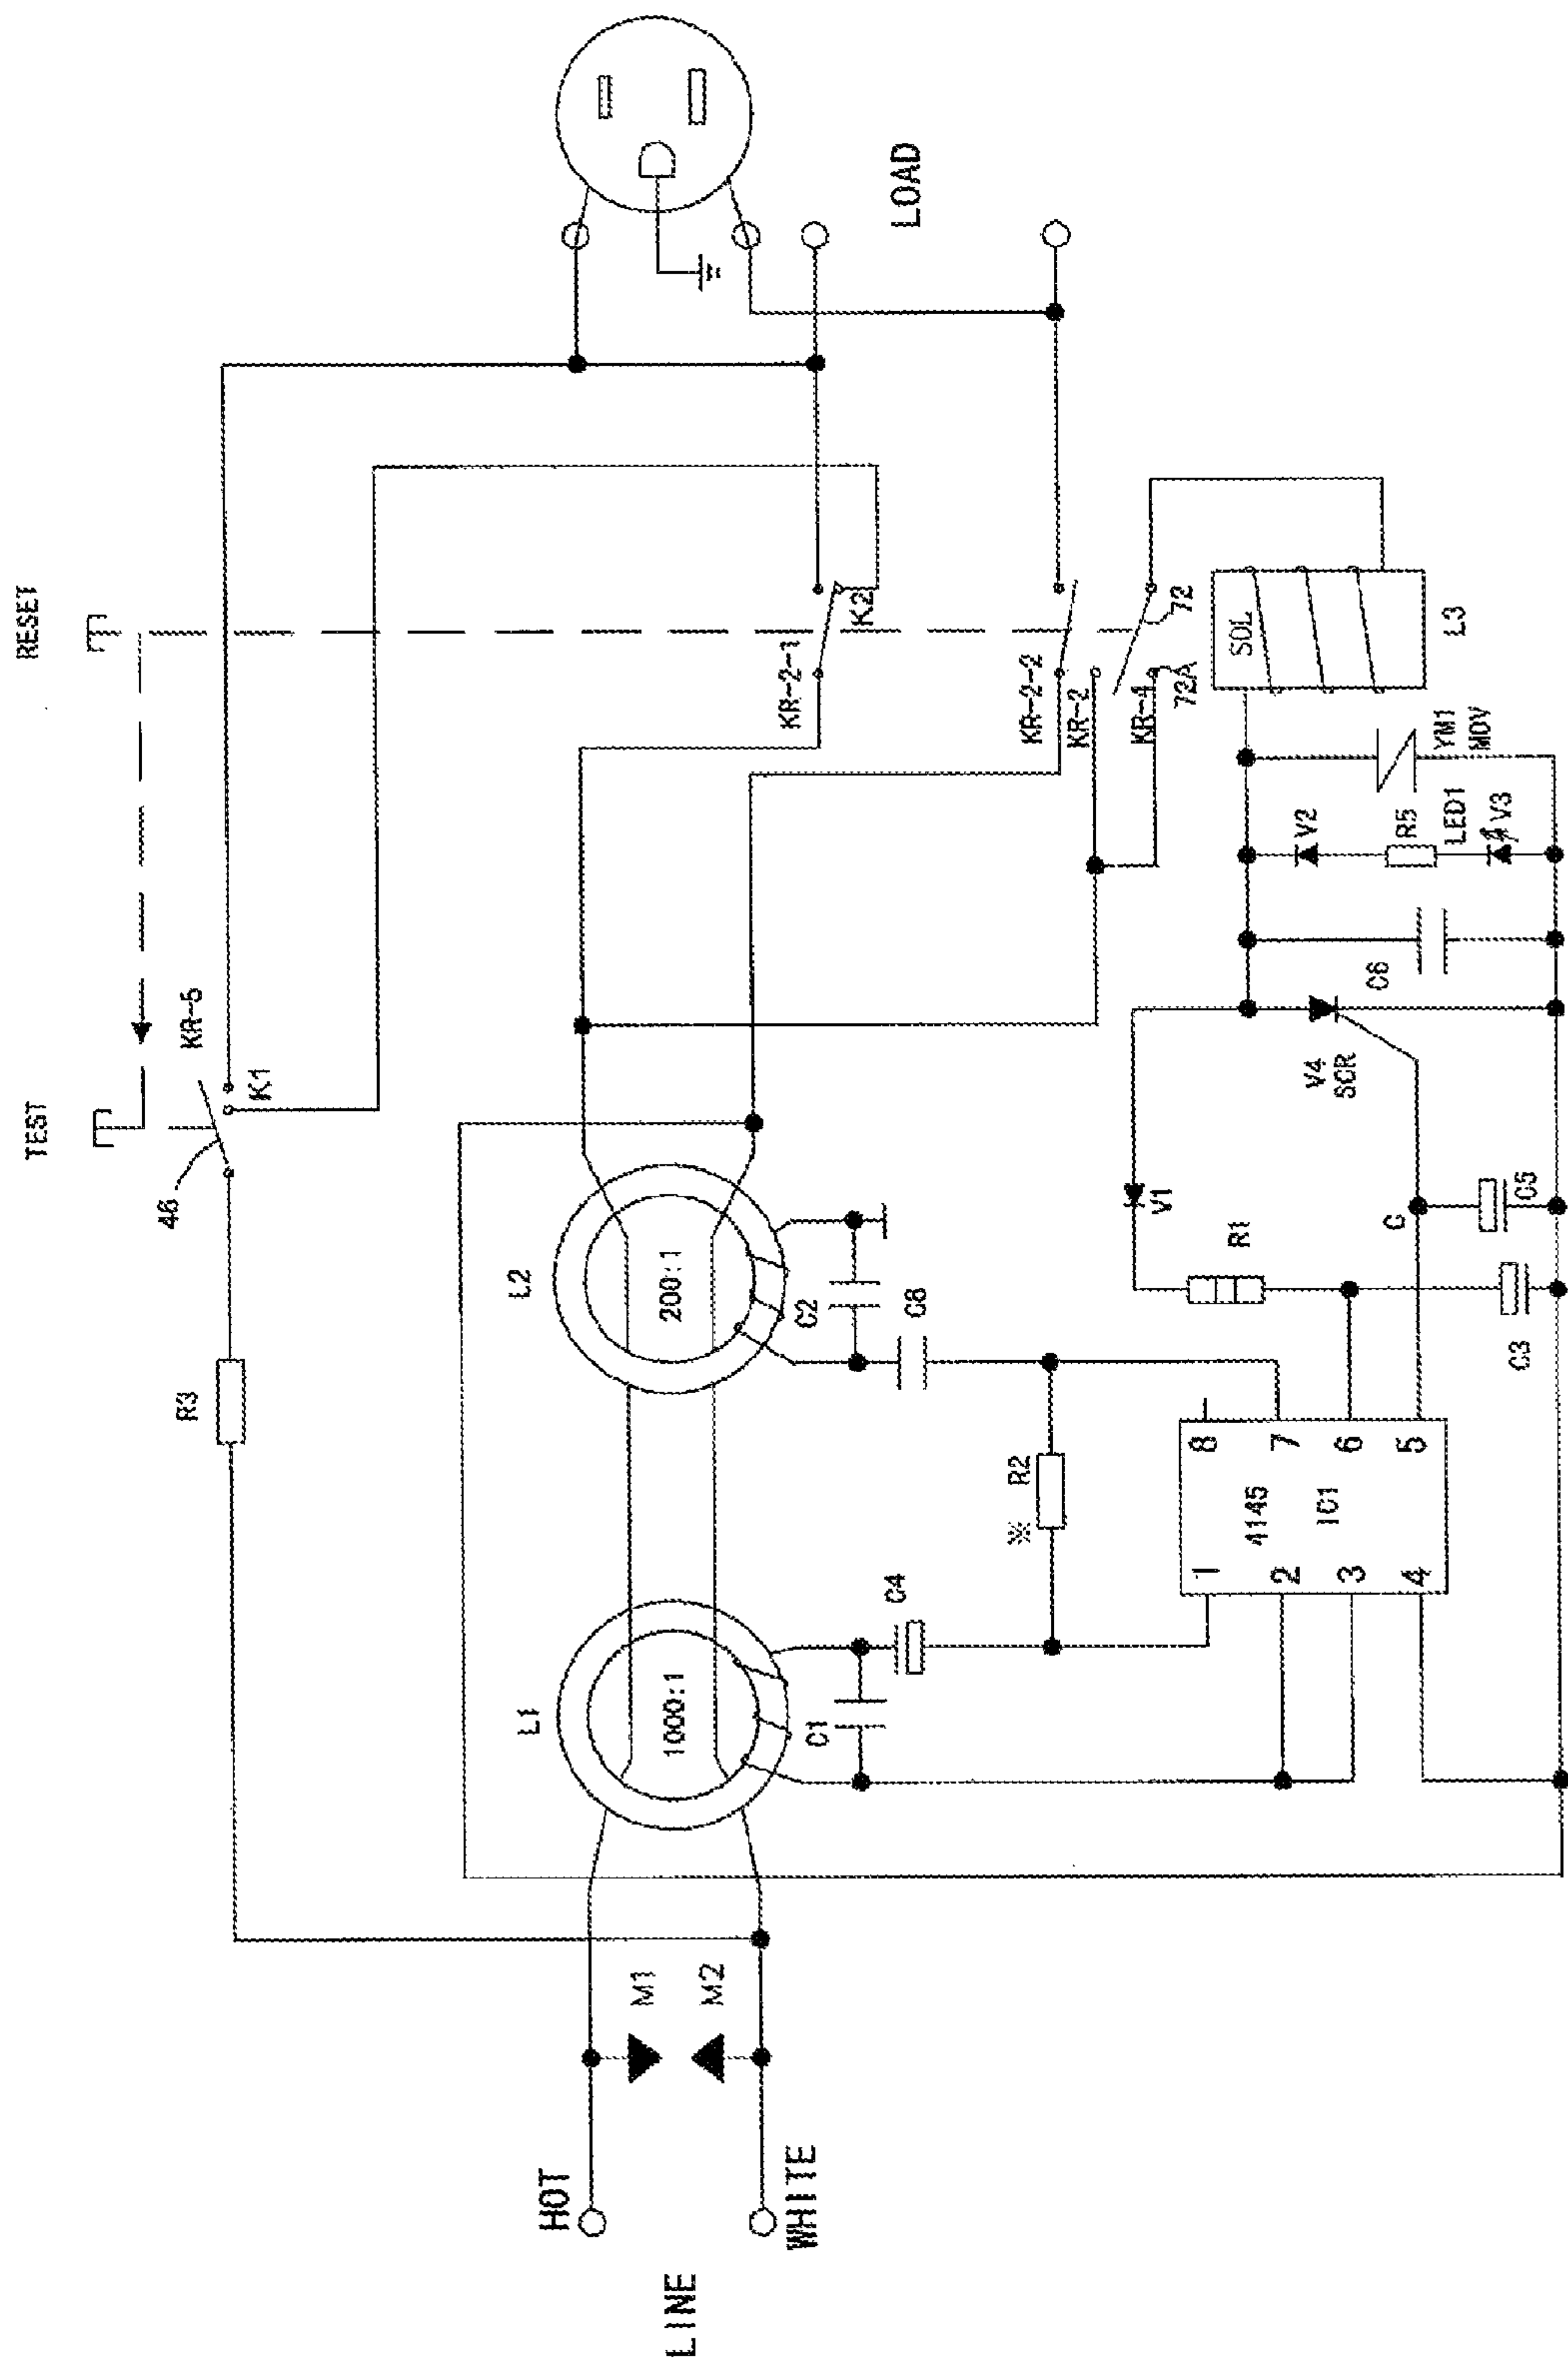 TEST
RESET
46
KR-5
R3
K1
HOT
L1
L2
M1
M2
1000:1
200:1
LINE
WHITE
C1
C2
C4
C8
KR-2-1
K2
LOAD
※ R2
KR-2-2
KR-2
KR-4
72
72A
1
2
3
4
8
7
6
5
4145
IC1
V1
R1
G
V4
SCR
C3
C5
C6
V2
R5
LED1
V3
YM1
MOV
SOL
L3